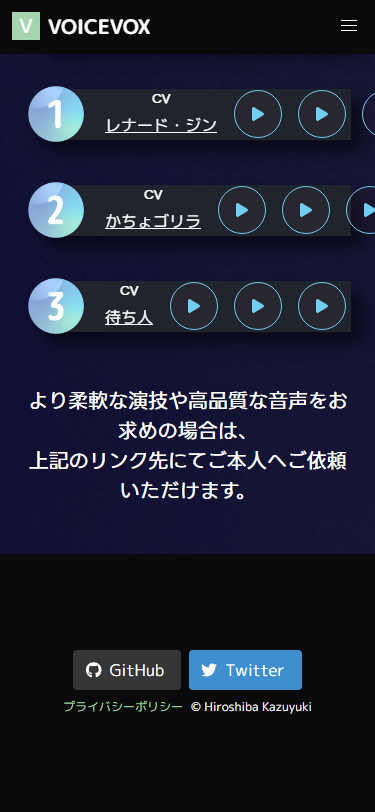 V VOICEVOX
1
CV
レナード・ジン
2
CV
かちょゴリラ
3
CV
待ち人
より柔軟な演技や高品質な音声をお
求めの場合は、
上記のリンク先にてご本人へご依頼
いただけます。
GitHub
Twitter
プライバシーポリシー © Hiroshiba Kazuyuki